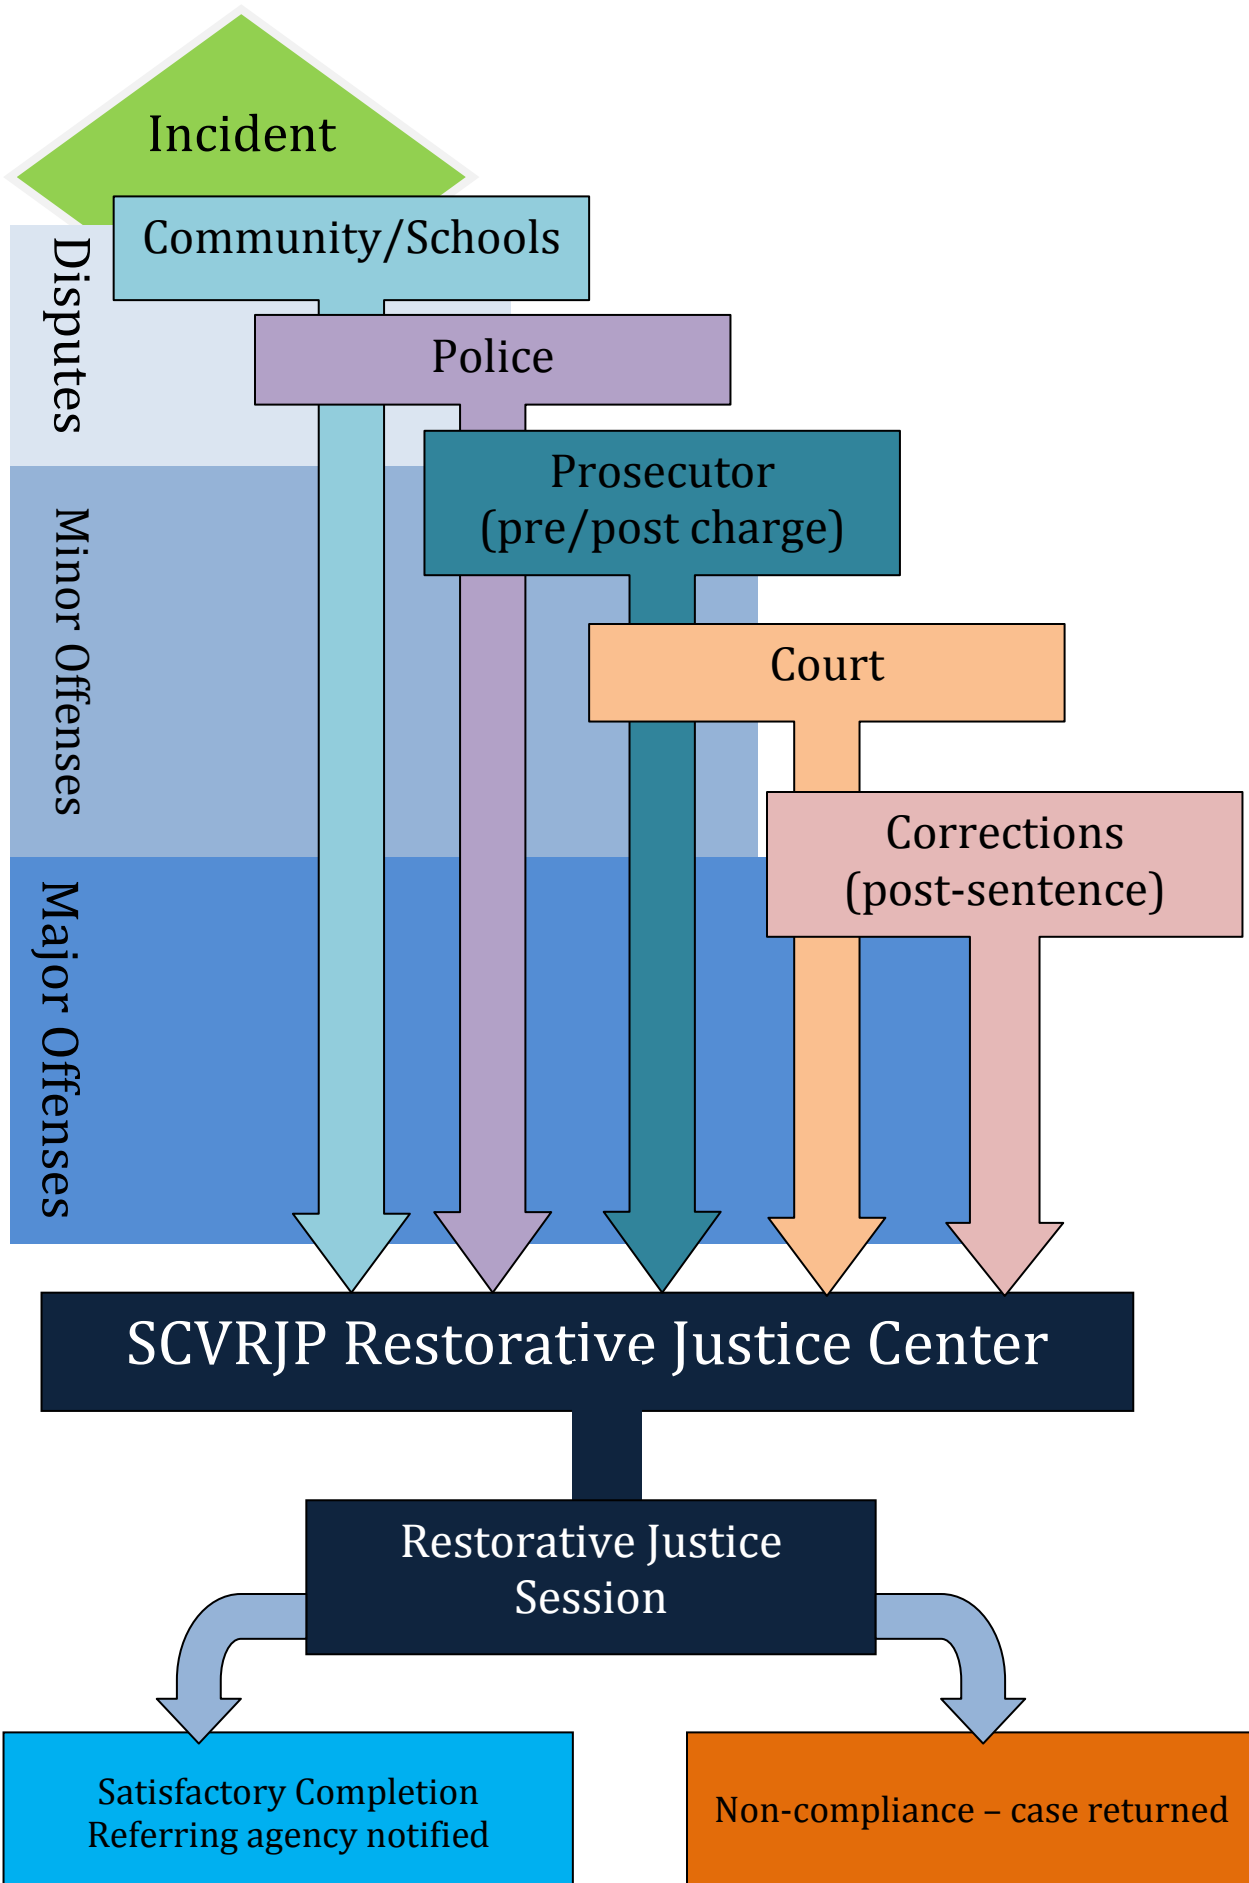 Incident
Community/Schools
Disputes
Police
Prosecutor
(pre/post charge)
Minor Offenses
Court
Corrections
(post-sentence)
Major Offenses
SCVRJP Restorative Justice Center
Restorative Justice
Session
Satisfactory Completion
Referring agency notified
Non-compliance – case returned